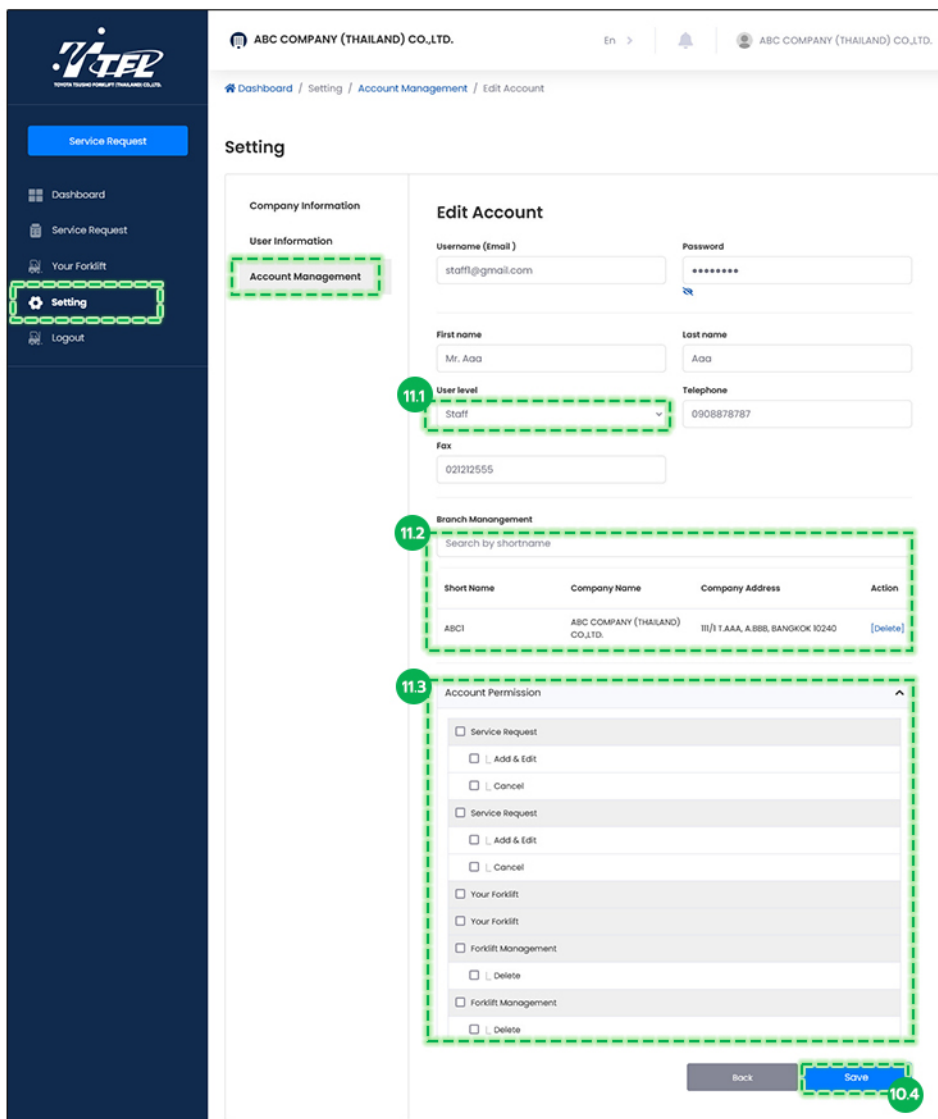 TTFL
TOYOTA TSUSHO FORKLIFT (THAILAND) CO.,LTD.
Service Request
Dashboard
Service Request
Your Forklift
Setting
Logout
ABC COMPANY (THAILAND) CO.,LTD.
En >
ABC COMPANY (THAILAND) CO.,LTD.
Dashboard / Setting / Account Management / Edit Account
Setting
Company Information
User Information
Account Management
Edit Account
Username (Email )
Password
staff1@gmail.com
••••••••
First name
Last name
Mr. Aaa
Aaa
11.1
User level
Telephone
Staff
0908878787
Fax
021212555
Branch Manangement
11.2
Search by shortname
Short Name Company Name Company Address Action
ABC1 ABC COMPANY (THAILAND) CO.,LTD. 111/1 T.AAA, A.BBB, BANGKOK 10240 [Delete]
11.3
Account Permission
Service Request
|_ Add & Edit
|_ Cancel
Service Request
|_ Add & Edit
|_ Cancel
Your Forklift
Your Forklift
Forklift Management
|_ Delete
Forklift Management
|_ Delete
Back
Save
10.4